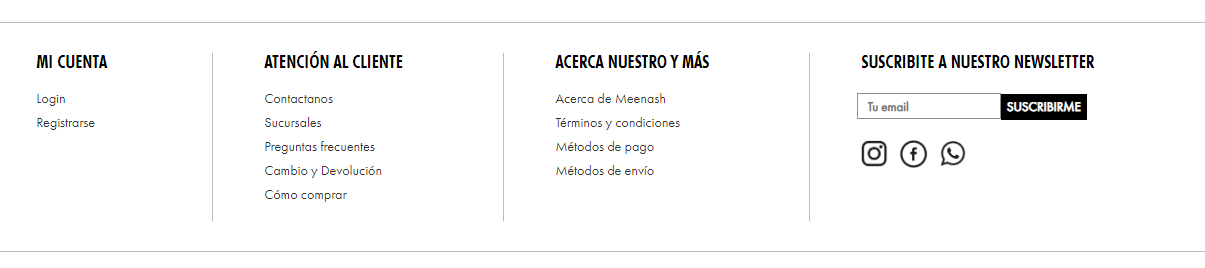 MI CUENTA
Login
Registrarse
ATENCIÓN AL CLIENTE
Contactanos
Sucursales
Preguntas frecuentes
Cambio y Devolución
Cómo comprar
ACERCA NUESTRO Y MÁS
Acerca de Meenash
Términos y condiciones
Métodos de pago
Métodos de envío
SUSCRIBITE A NUESTRO NEWSLETTER
Tu email
SUSCRIBIRME